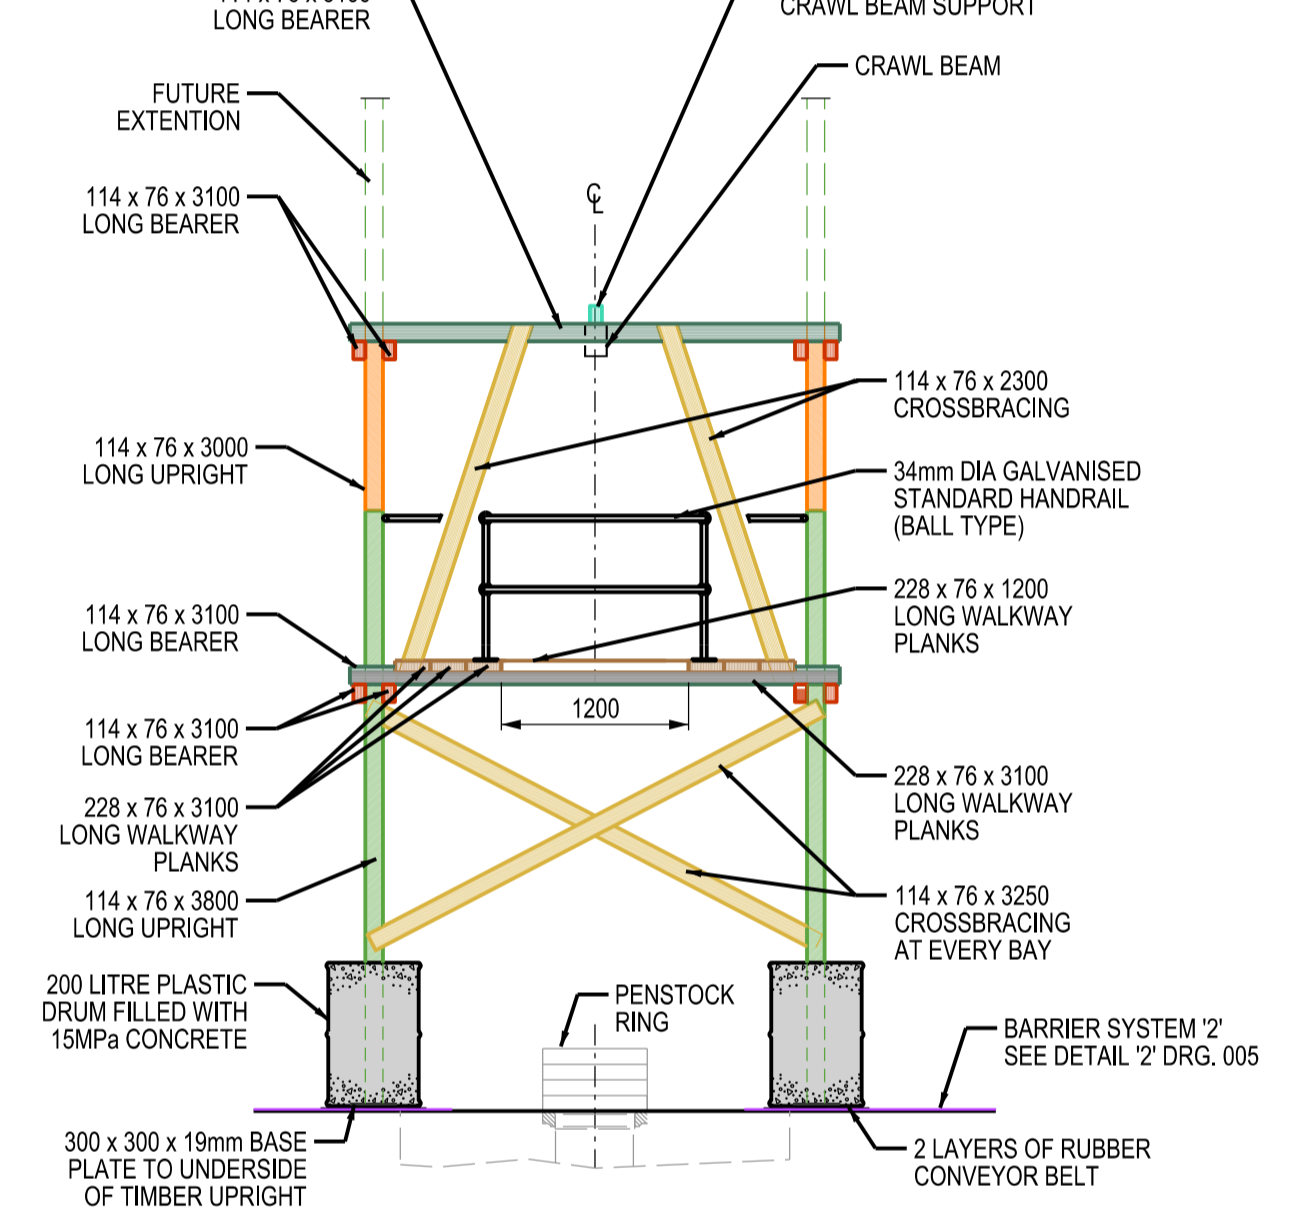 LONG BEARER
CRAWL BEAM SUPPORT
CRAWL BEAM
FUTURE
EXTENTION
114 x 76 x 3100
LONG BEARER
℄
114 x 76 x 2300
CROSSBRACING
114 x 76 x 3000
LONG UPRIGHT
34mm DIA GALVANISED
STANDARD HANDRAIL
(BALL TYPE)
228 x 76 x 1200
LONG WALKWAY
PLANKS
114 x 76 x 3100
LONG BEARER
1200
114 x 76 x 3100
LONG BEARER
228 x 76 x 3100
LONG WALKWAY
PLANKS
228 x 76 x 3100
LONG WALKWAY
PLANKS
114 x 76 x 3800
LONG UPRIGHT
114 x 76 x 3250
CROSSBRACING
AT EVERY BAY
200 LITRE PLASTIC
DRUM FILLED WITH
15MPa CONCRETE
PENSTOCK
RING
BARRIER SYSTEM '2'
SEE DETAIL '2' DRG. 005
300 x 300 x 19mm BASE
PLATE TO UNDERSIDE
OF TIMBER UPRIGHT
2 LAYERS OF RUBBER
CONVEYOR BELT